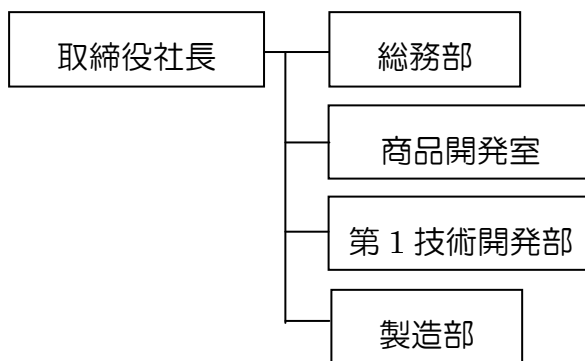 取締役社長
総務部
商品開発室
第1技術開発部
製造部